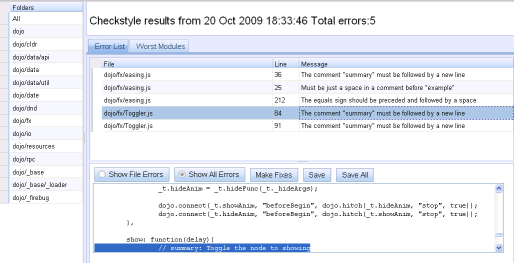 Folders
All
dojo
dojo/cldr
dojo/data/api
dojo/data
dojo/data/util
dojo/date
dojo/dnd
dojo/fx
dojo/io
dojo/resources
dojo/rpc
dojo/_base
dojo/_base/_loader
dojo/_firebug
Checkstyle results from 20 Oct 2009 18:33:46 Total errors:5
Error List Worst Modules
File Line Message
dojo/fx/easing.js 36 The comment "summary" must be followed by a new line
dojo/fx/easing.js 25 Must be just a space in a comment before "example"
dojo/fx/easing.js 212 The equals sign should be preceded and followed by a space
dojo/fx/Toggler.js 84 The comment "summary" must be followed by a new line
dojo/fx/Toggler.js 91 The comment "summary" must be followed by a new line
Show File Errors Show All Errors Make Fixes Save Save All
_t.hideAnim = _t.hideFunc(_t._hideArgs);
dojo.connect(_t.showAnim, "beforeBegin", dojo.hitch(_t.hideAnim, "stop", true));
dojo.connect(_t.hideAnim, "beforeBegin", dojo.hitch(_t.showAnim, "stop", true));
},
show: function(delay){
// summary: Toggle the node to showing